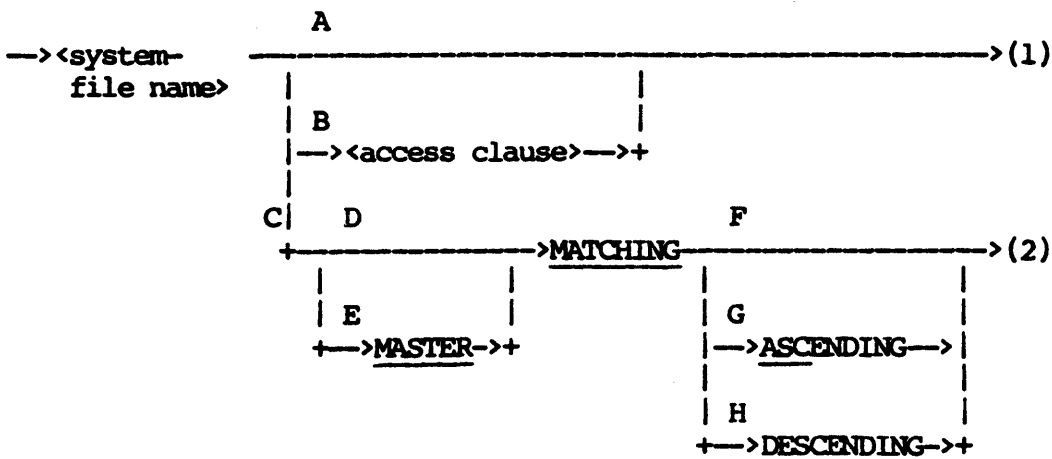 A
—><system- ------>(1)
file name>
B
—><access clause>—>+
C D F
+------>MATCHING------>(2)
E G
+—>MASTER->+ —>ASCENDING—>
H
+—>DESCENDING->+